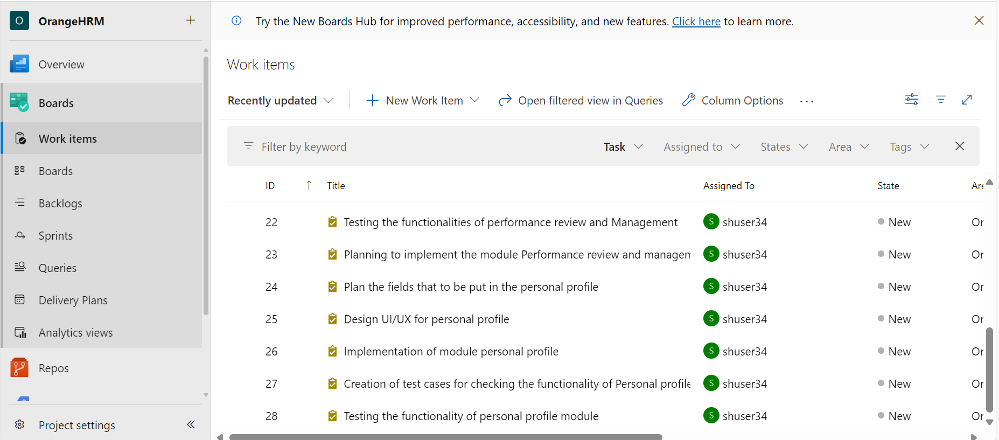 O OrangeHRM
Overview
Boards
Work items
Boards
Backlogs
Sprints
Queries
Delivery Plans
Analytics views
Repos
Project settings
Try the New Boards Hub for improved performance, accessibility, and new features. Click here to learn more.
Work items
Recently updated New Work Item Open filtered view in Queries Column Options
Filter by keyword Task Assigned to States Area Tags
ID Title Assigned To State Are
22 Testing the functionalities of performance review and Management S shuser34 New Or
23 Planning to implement the module Performance review and managem S shuser34 New Or
24 Plan the fields that to be put in the personal profile S shuser34 New Or
25 Design UI/UX for personal profile S shuser34 New Or
26 Implementation of module personal profile S shuser34 New Or
27 Creation of test cases for checking the functionality of Personal profile S shuser34 New Or
28 Testing the functionality of personal profile module S shuser34 New Or